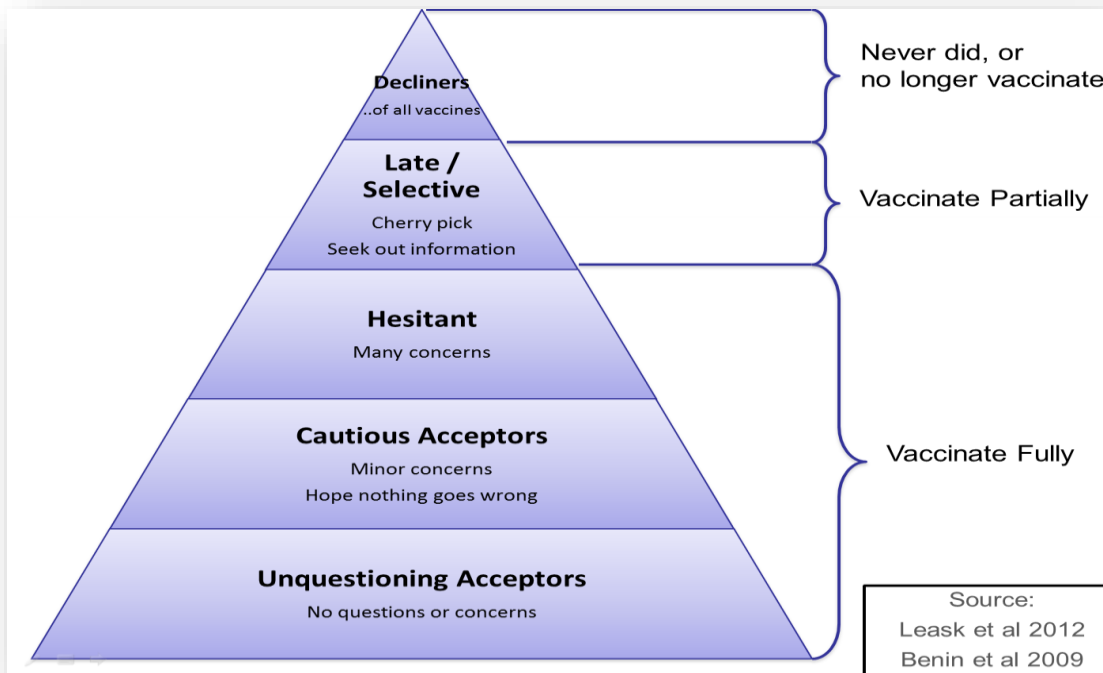 Decliners
..of all vaccines
Never did, or
no longer vaccinate
Late /
Selective
Cherry pick
Seek out information
Vaccinate Partially
Hesitant
Many concerns
Cautious Acceptors
Minor concerns
Hope nothing goes wrong
Vaccinate Fully
Unquestioning Acceptors
No questions or concerns
Source:
Leask et al 2012
Benin et al 2009